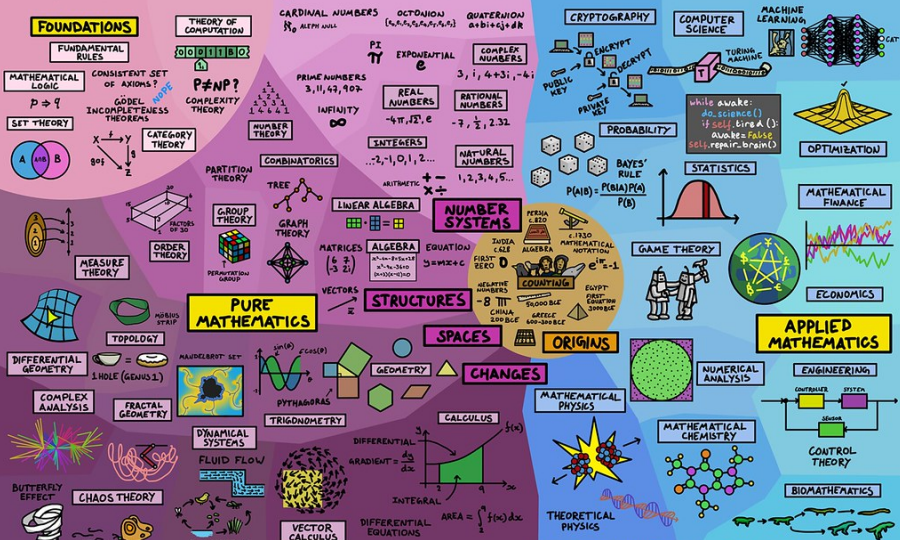 FOUNDATIONS
FUNDAMENTAL
RULES
MATHEMATICAL
LOGIC
P ⇒ q
CONSISTENT SET
OF AXIOMS?
NOPE
GÖDEL
INCOMPLETENESS
THEOREMS
SET THEORY
A
A∩B
B
CATEGORY
THEORY
THEORY OF
COMPUTATION
P≠NP?
COMPLEXITY
THEORY
CARDINAL NUMBERS
ALEPH NULL
OCTONION
QUATERNION
a+bi+cj+dk
PI
π
EXPONENTIAL
e
COMPLEX
NUMBERS
3, i, 4+3i, -4i
PRIME NUMBERS
3, 11, 47, 907
INFINITY
∞
REAL
NUMBERS
-4π, √2, e
RATIONAL
NUMBERS
-7, 1/2, 2.32
INTEGERS
...-2,-1,0,1,2...
NATURAL
NUMBERS
1,2,3,4,5...
ARITHMETIC
+ -
× ÷
NUMBER
THEORY
PARTITION
THEORY
COMBINATORICS
TREE
GRAPH
THEORY
GROUP
THEORY
PERMUTATION
GROUP
ORDER
THEORY
FACTORS
OF 30
MEASURE
THEORY
LINEAR ALGEBRA
MATRICES
ALGEBRA
EQUATION
y=mx+c
VECTORS
NUMBER
SYSTEMS
STRUCTURES
SPACES
CHANGES
PURE
MATHEMATICS
ORIGINS
COUNTING
50,000 BCE
PERSIA
c.820
ALGEBRA
c.1730
MATHEMATICAL
NOTATION
INDIA
c.628
FIRST
ZERO
0
NEGATIVE
NUMBERS
-8
CHINA
200 BCE
GREECE
600-300 BCE
EGYPT
FIRST
EQUATION
3000 BCE
DIFFERENTIAL
GEOMETRY
MÖBIUS
STRIP
TOPOLOGY
1 HOLE (GENUS 1)
MANDELBROT SET
FRACTAL
GEOMETRY
COMPLEX
ANALYSIS
sin(θ)
PYTHAGORAS
TRIGONOMETRY
GEOMETRY
DYNAMICAL
SYSTEMS
FLUID FLOW
BUTTERFLY
EFFECT
CHAOS THEORY
VECTOR
CALCULUS
CALCULUS
DIFFERENTIAL
GRADIENT = dy/dx
f(x)
INTEGRAL
AREA = ∫ f(x) dx
DIFFERENTIAL
EQUATIONS
CRYPTOGRAPHY
ENCRYPT
DECRYPT
PUBLIC
KEY
PRIVATE
KEY
COMPUTER
SCIENCE
TURING
MACHINE
T
MACHINE
LEARNING
CAT
while awake:
do_science()
if self.tired():
awake=False
self.repair_brain()
OPTIMIZATION
PROBABILITY
BAYES'
RULE
P(A|B) = P(B|A)P(A)
P(B)
STATISTICS
MATHEMATICAL
FINANCE
GAME THEORY
ECONOMICS
APPLIED
MATHEMATICS
NUMERICAL
ANALYSIS
ENGINEERING
CONTROLLER
SYSTEM
SENSOR
CONTROL
THEORY
MATHEMATICAL
PHYSICS
THEORETICAL
PHYSICS
MATHEMATICAL
CHEMISTRY
BIOMATHEMATICS